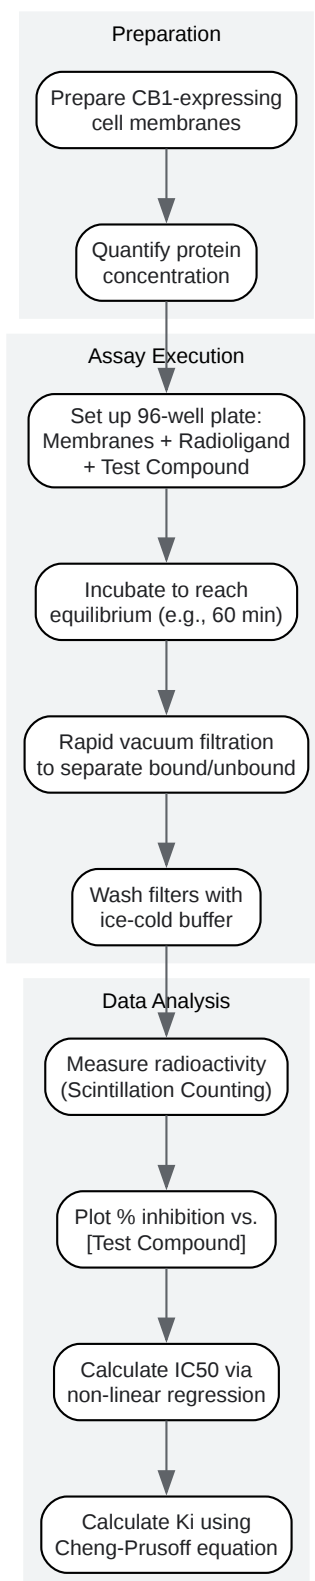 Preparation
Prepare CB1-expressing
cell membranes
Quantify protein
concentration
Assay Execution
Set up 96-well plate:
Membranes + Radioligand
+ Test Compound
Incubate to reach
equilibrium (e.g., 60 min)
Rapid vacuum filtration
to separate bound/unbound
Wash filters with
ice-cold buffer
Data Analysis
Measure radioactivity
(Scintillation Counting)
Plot % inhibition vs.
[Test Compound]
Calculate IC50 via
non-linear regression
Calculate Ki using
Cheng-Prusoff equation